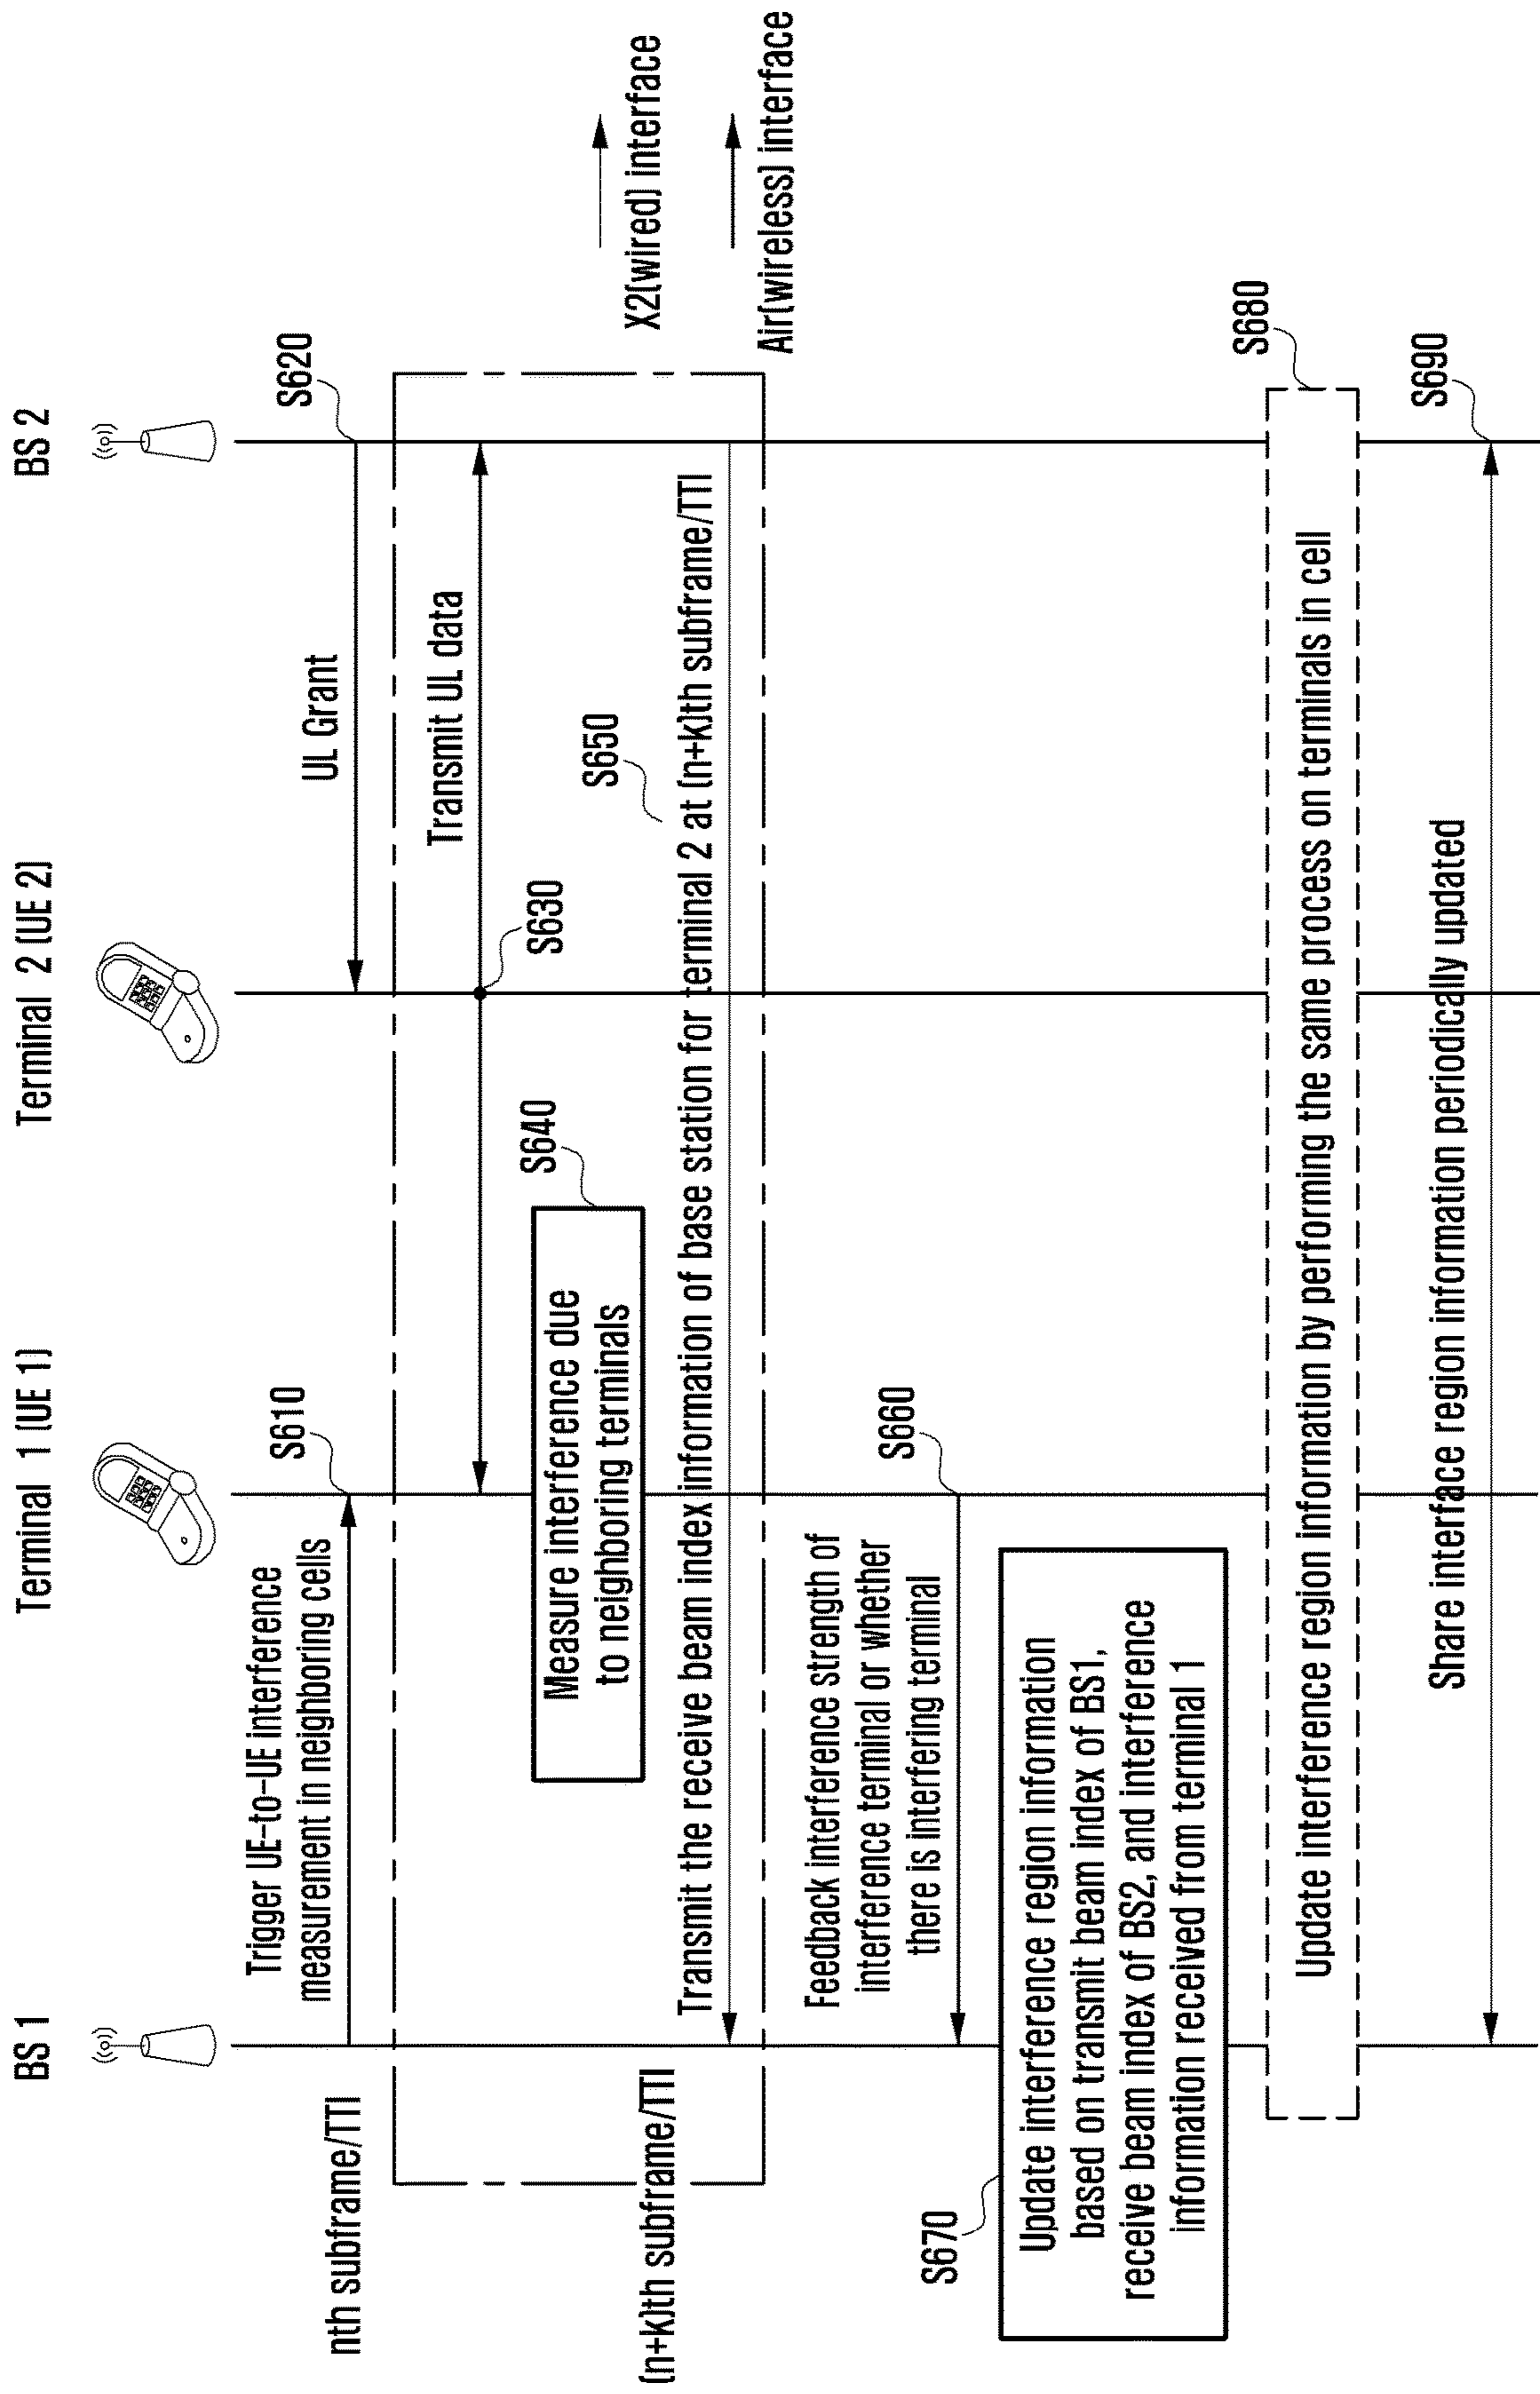 BS 1
Terminal 1 (UE 1)
Terminal 2 (UE 2)
BS 2
nth subframe/TTI
Trigger UE-to-UE interference
measurement in neighboring cells
S610
UL Grant
S620
Transmit UL data
S630
Measure interference due
to neighboring terminals
S640
(n+K)th subframe/TTI
S650
Transmit the receive beam index information of base station for terminal 2 at (n+K)th subframe/TTI
X2(wired) interface
Air(wireless) interface
Feedback interference strength of
interference terminal or whether
there is interfering terminal
S660
S670
Update interference region information
based on transmit beam index of BS1,
receive beam index of BS2, and interference
information received from terminal 1
Update interference region information by performing the same process on terminals in cell
S680
Share interface region information periodically updated
S690